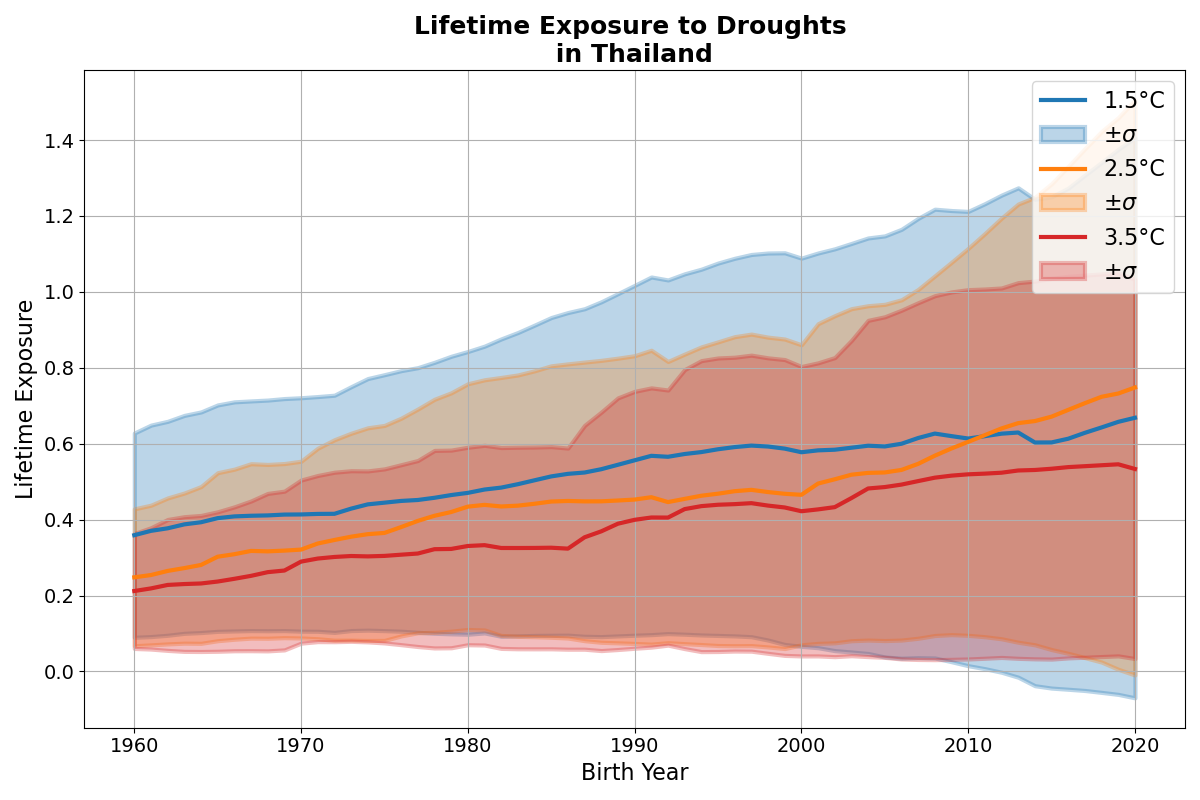 Lifetime Exposure to Droughts
in Thailand
Lifetime Exposure
1.4
1.2
1.0
0.8
0.6
0.4
0.2
0.0
1960
1970
1980
1990
2000
2010
2020
Birth Year
1.5°C
±σ
2.5°C
±σ
3.5°C
±σ